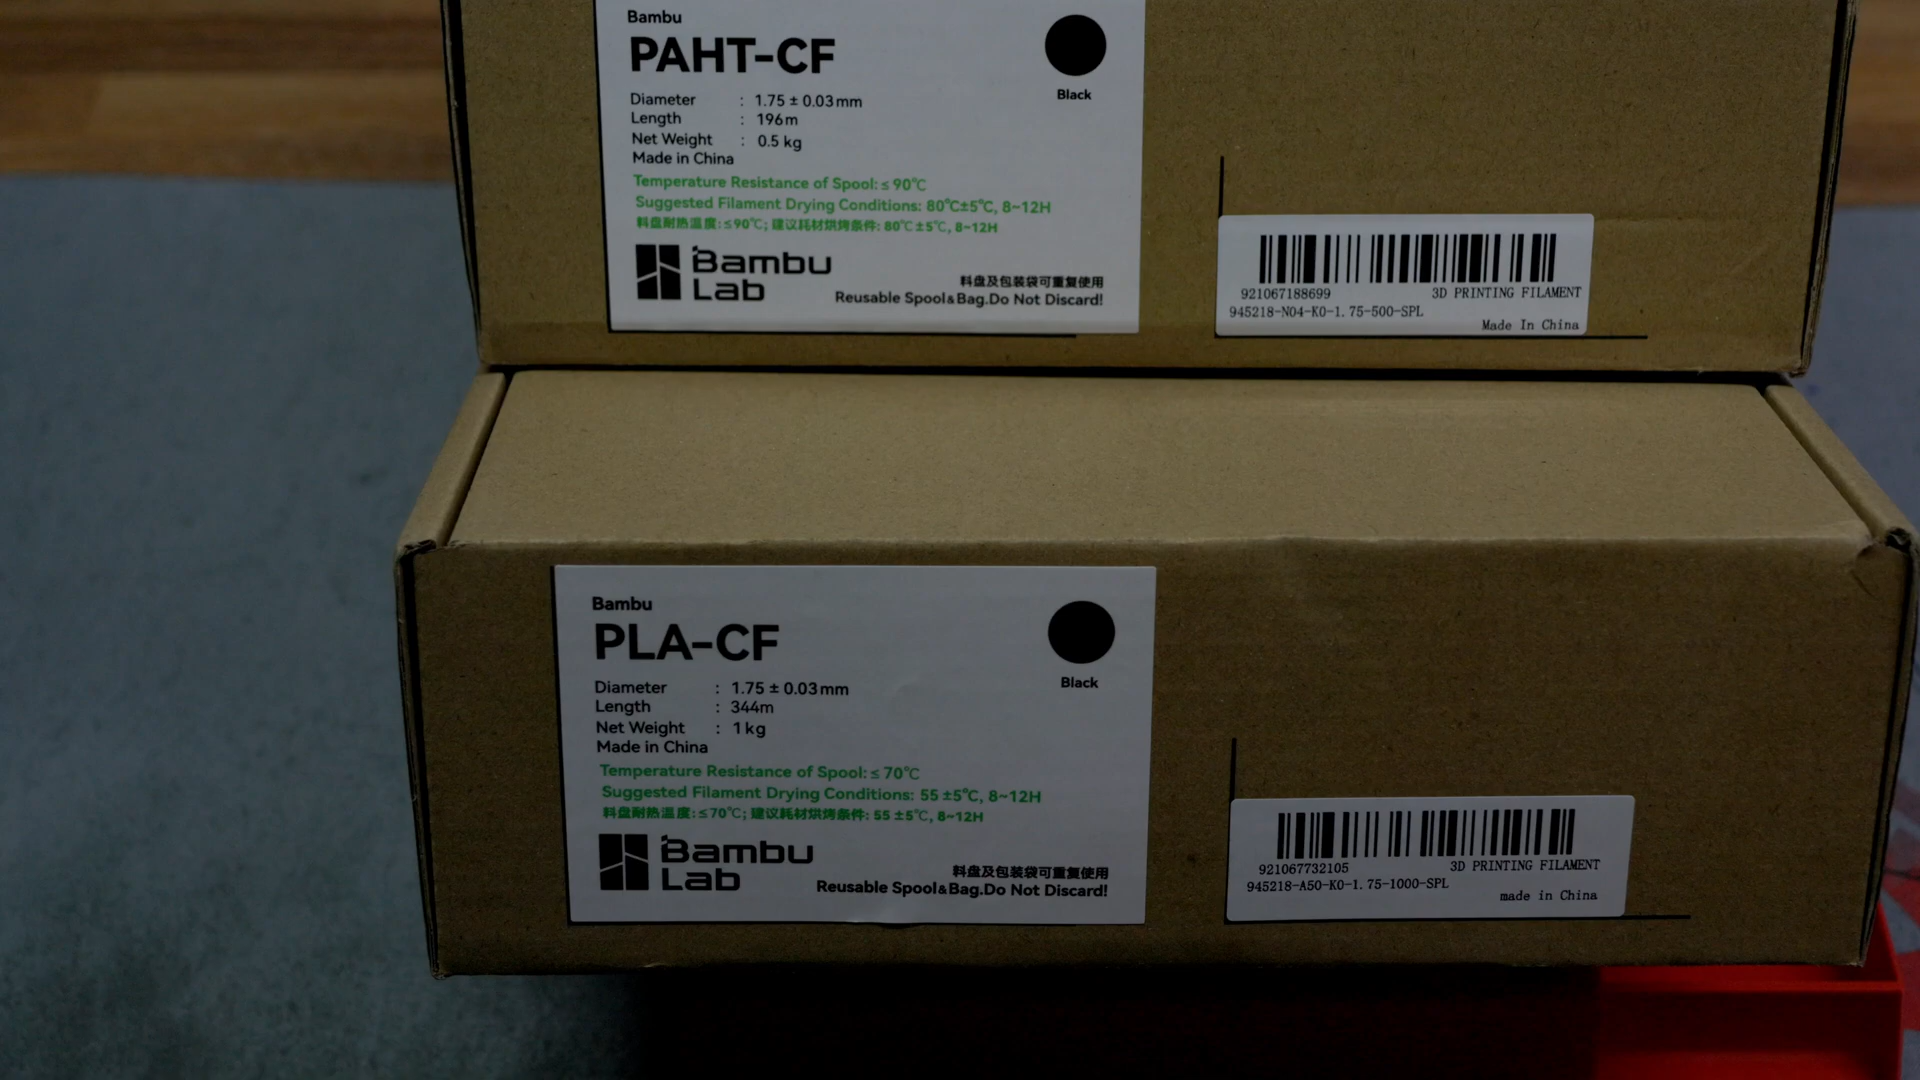 Bambu
PAHT-CF
Black
Diameter : 1.75 ± 0.03 mm
Length : 196m
Net Weight : 0.5 kg
Made in China
Temperature Resistance of Spool: ≤ 90℃
Suggested Filament Drying Conditions: 80℃±5℃, 8~12H
料盘耐热温度: ≤90℃; 建议耗材烘烤条件: 80℃±5℃, 8~12H
Bambu
Lab
料盘及包装袋可重复使用
Reusable Spool&Bag.Do Not Discard!
921067188699 3D PRINTING FILAMENT
945218-N04-K0-1.75-500-SPL
Made In China
Bambu
PLA-CF
Black
Diameter : 1.75 ± 0.03 mm
Length : 344m
Net Weight : 1 kg
Made in China
Temperature Resistance of Spool: ≤ 70℃
Suggested Filament Drying Conditions: 55 ±5℃, 8~12H
料盘耐热温度: ≤70℃; 建议耗材烘烤条件: 55 ±5℃, 8~12H
Bambu
Lab
料盘及包装袋可重复使用
Reusable Spool&Bag.Do Not Discard!
921067732105 3D PRINTING FILAMENT
945218-A50-K0-1.75-1000-SPL
made in China